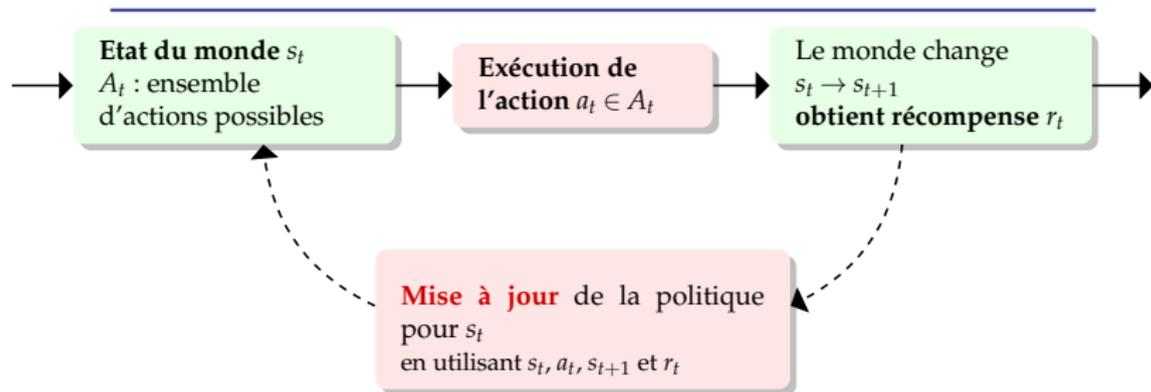 Etat du monde s_t
A_t : ensemble
d'actions possibles
Exécution de
l'action a_t ∈ A_t
Le monde change
s_t → s_{t+1}
obtient récompense r_t
Mise à jour de la politique
pour s_t
en utilisant s_t, a_t, s_{t+1} et r_t